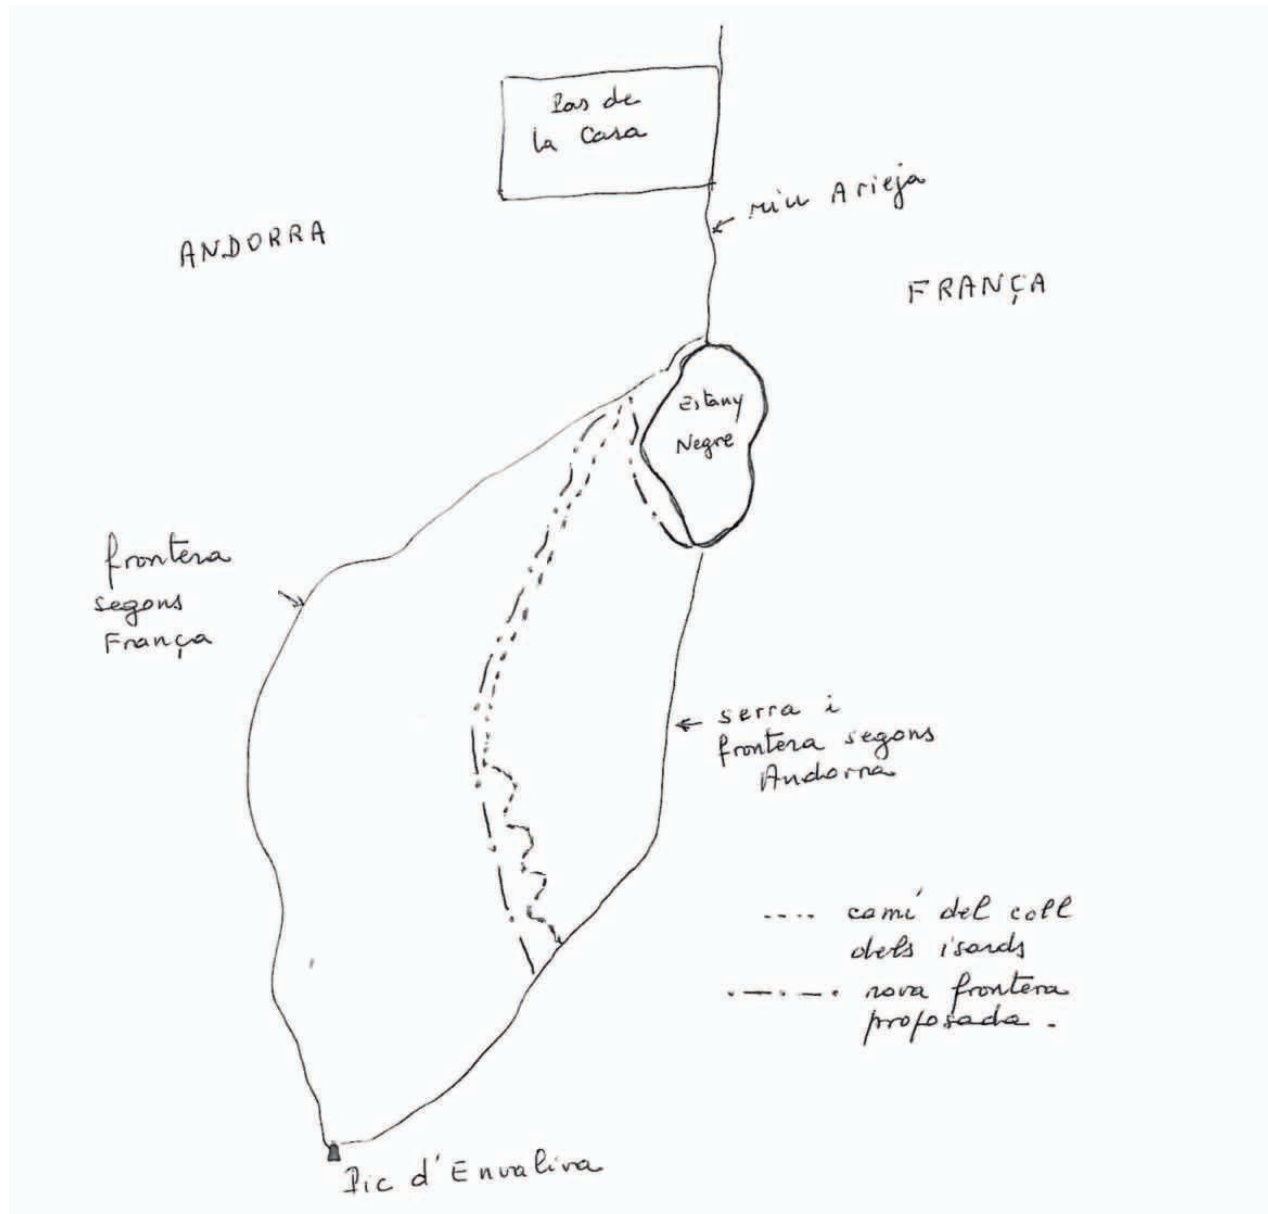 Pas de
la Casa
riu Arieja
ANDORRA
FRANÇA
Estany
Negre
frontera
segons
França
serra i
frontera segons
Andorra
camí del coll
dels isards
nova frontera
proposada.
Pic d'Envalira